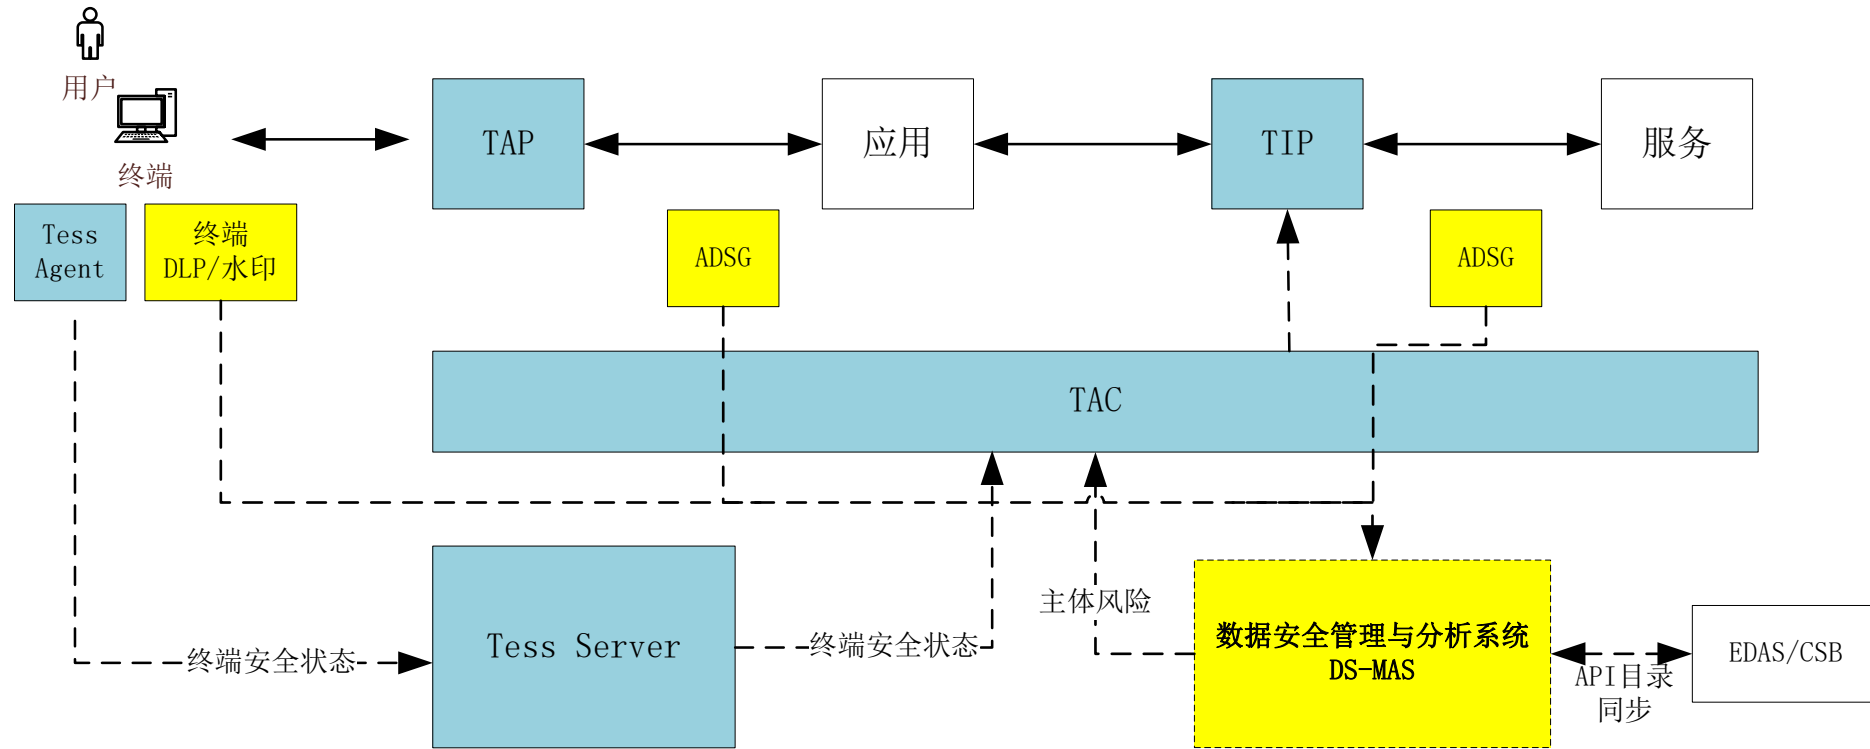 用户
终端
TAP
应用
TIP
服务
Tess
Agent
终端
DLP/水印
ADSG
ADSG
TAC
主体风险
Tess Server
终端安全状态
终端安全状态
数据安全管理与分析系统
DS-MAS
API目录
同步
EDAS/CSB